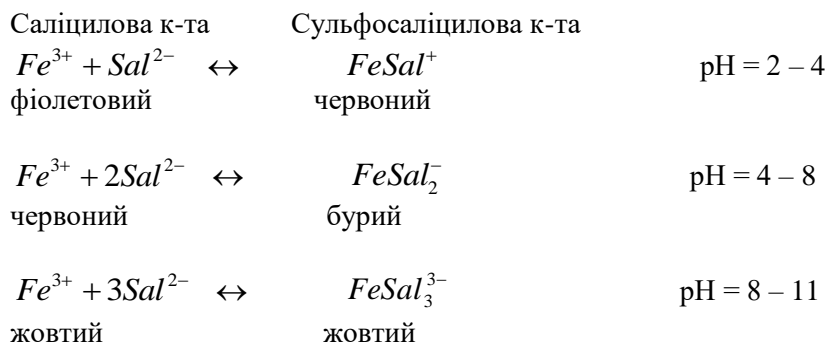 Саліцилова к-та Сульфосаліцилова к-та
Fe³⁺ + Sal²⁻ ↔ FeSal⁺ pH = 2 – 4
фіолетовий червоний
Fe³⁺ + 2Sal²⁻ ↔ FeSal₂⁻ pH = 4 – 8
червоний бурий
Fe³⁺ + 3Sal²⁻ ↔ FeSal₃³⁻ pH = 8 – 11
жовтий жовтий